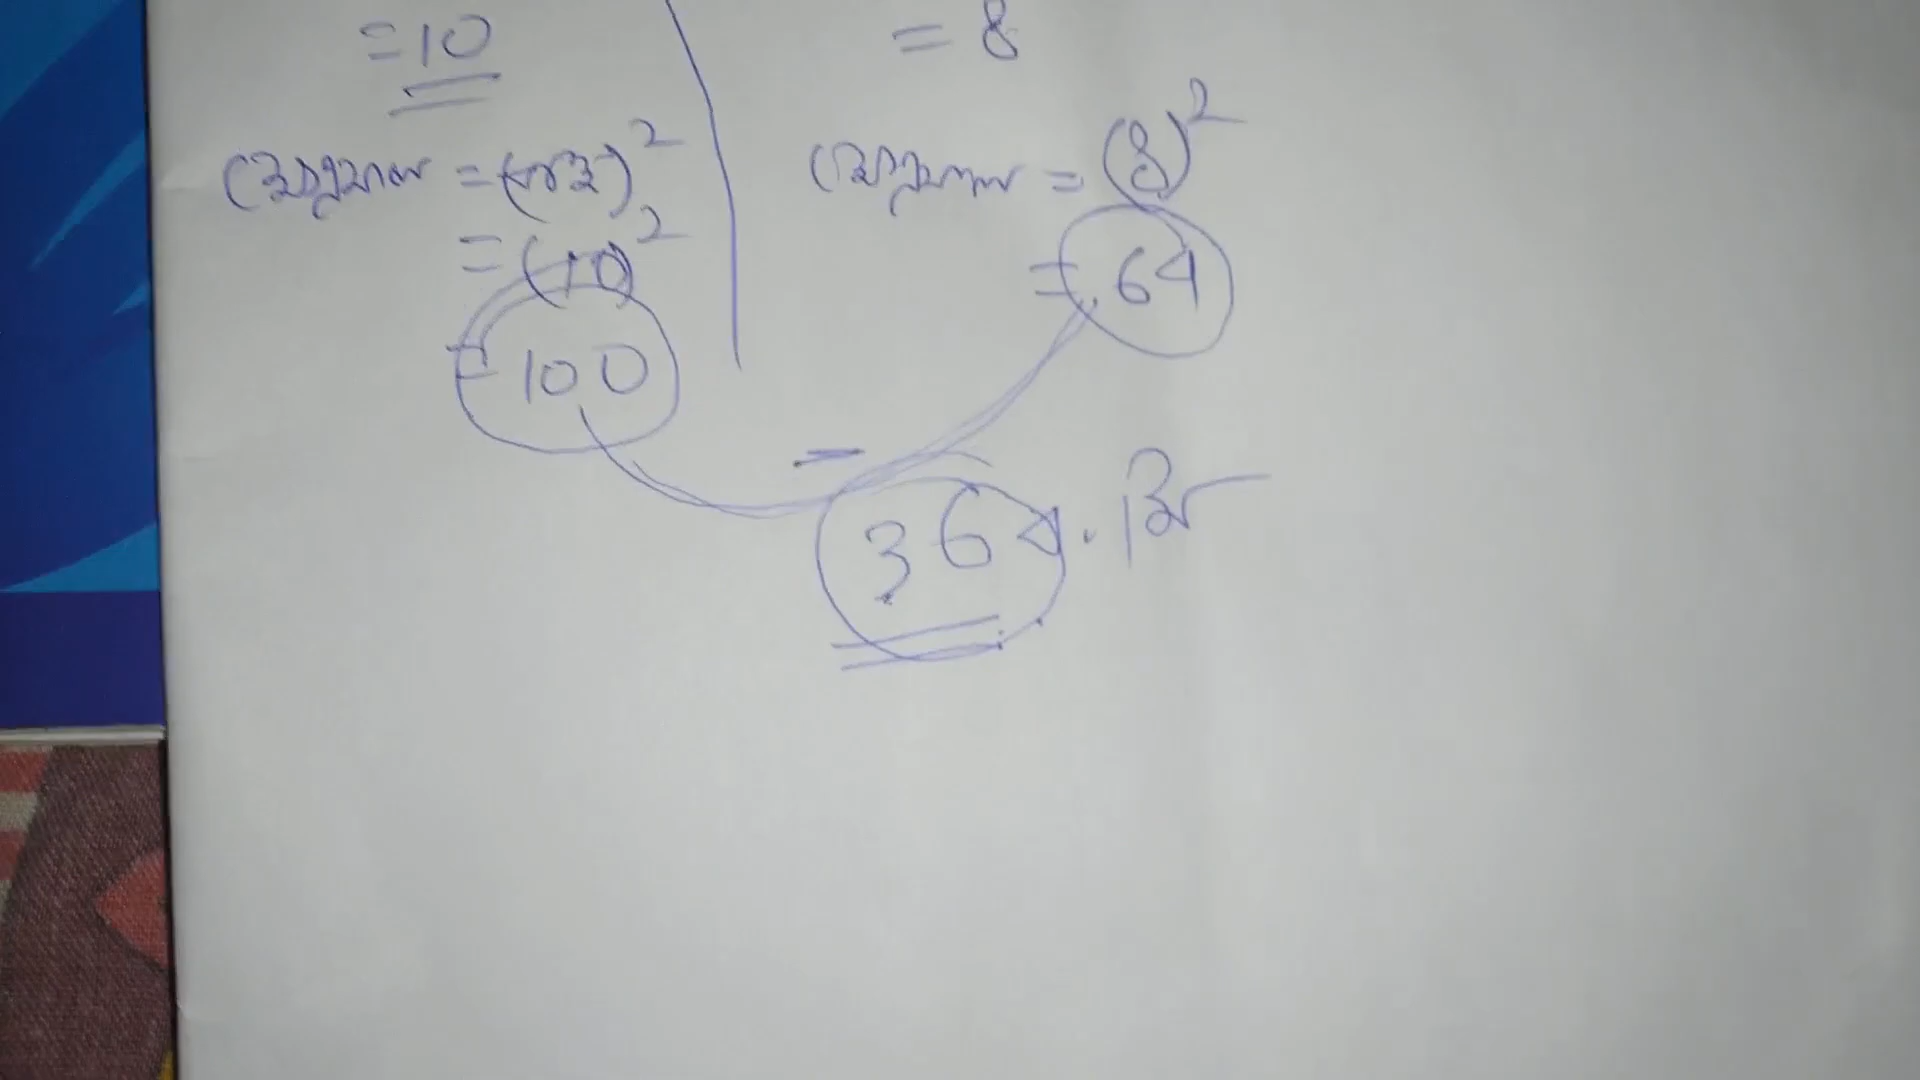 = 10
ক্ষেত্রফল = (বাহু)²
= (10)²
= 100
= 8
ক্ষেত্রফল = (8)²
= 64
-
36 ব. মি